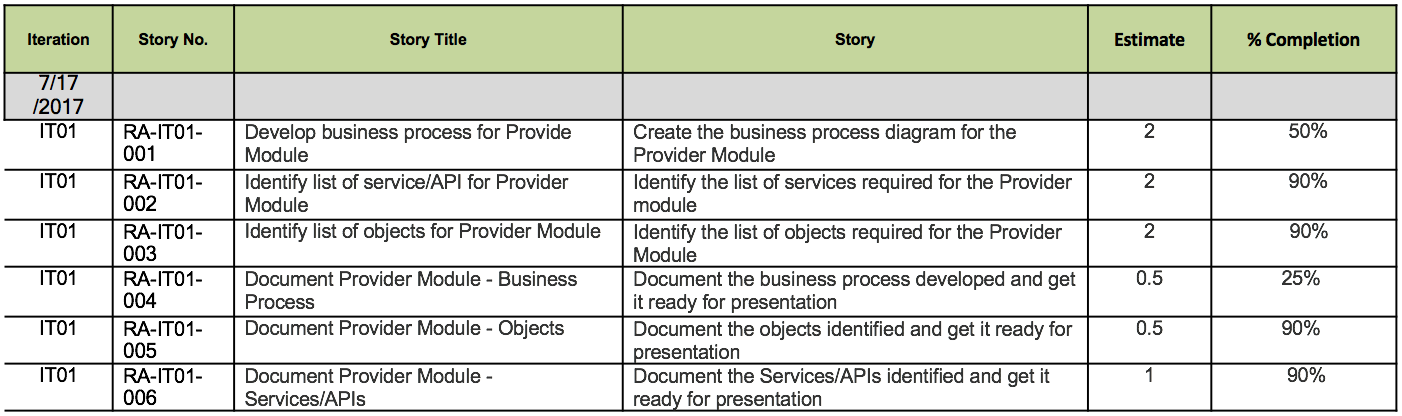 Iteration Story No. Story Title Story Estimate % Completion
7/17
/2017
IT01 RA-IT01- Develop business process for Provide Create the business process diagram for the 2 50%
001 Module Provider Module
IT01 RA-IT01- Identify list of service/API for Provider Identify the list of services required for the Provider 2 90%
002 Module module
IT01 RA-IT01- Identify list of objects for Provider Module Identify the list of objects required for the Provider 2 90%
003 Module
IT01 RA-IT01- Document Provider Module - Business Document the business process developed and get 0.5 25%
004 Process it ready for presentation
IT01 RA-IT01- Document Provider Module - Objects Document the objects identified and get it ready for 0.5 90%
005 presentation
IT01 RA-IT01- Document Provider Module - Document the Services/APIs identified and get it 1 90%
006 Services/APIs ready for presentation